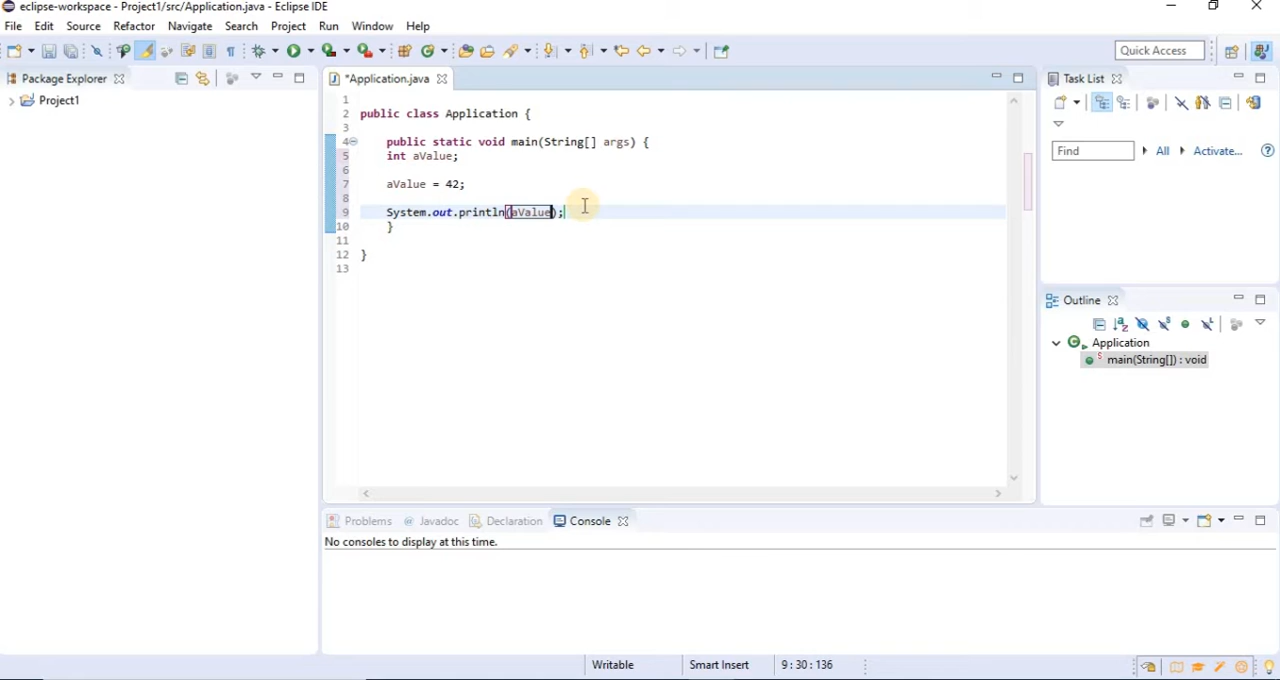 eclipse-workspace - Project1/src/Application.java - Eclipse IDE
File Edit Source Refactor Navigate Search Project Run Window Help
Quick Access
Package Explorer
*Application.java
Task List
Project1
Find All Activate...
1
2 public class Application {
3
4 public static void main(String[] args) {
5 int aValue;
6
7 aValue = 42;
8
9 System.out.println(aValue);
10 }
11
12 }
13
Outline
Application
main(String[]) : void
Problems @ Javadoc Declaration Console
No consoles to display at this time.
Writable Smart Insert 9 : 30 : 136